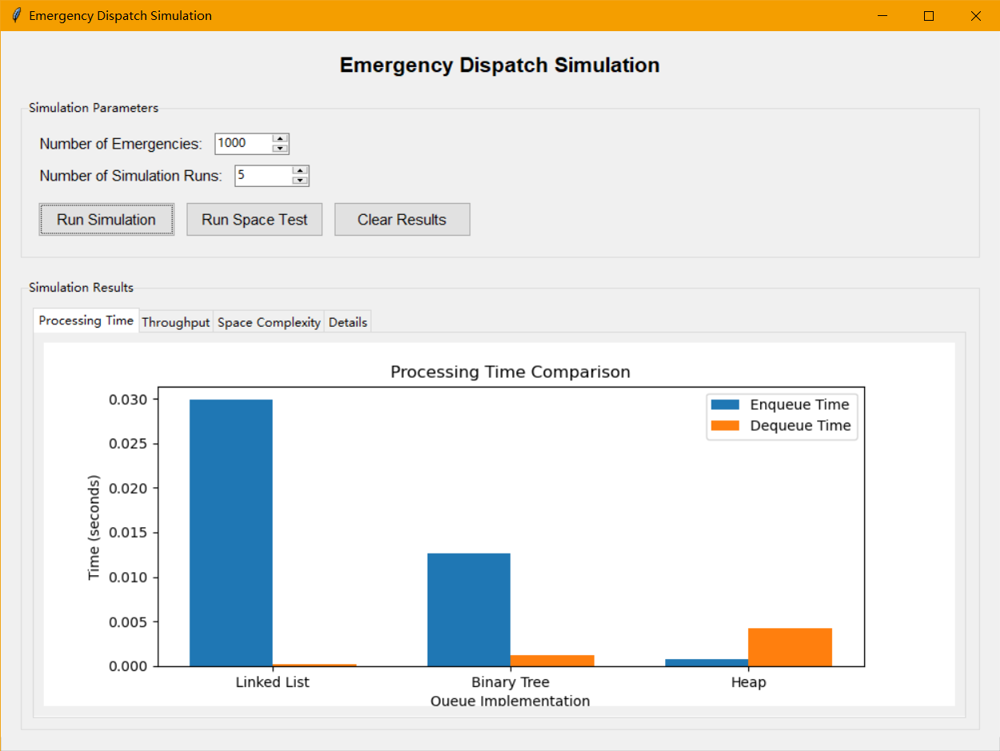 Emergency Dispatch Simulation
Emergency Dispatch Simulation
Simulation Parameters
Number of Emergencies: 1000
Number of Simulation Runs: 5
Run Simulation Run Space Test Clear Results
Simulation Results
Processing Time Throughput Space Complexity Details
Processing Time Comparison
Enqueue Time
Dequeue Time
Time (seconds)
0.030
0.025
0.020
0.015
0.010
0.005
0.000
Linked List Binary Tree Heap
Queue Implementation